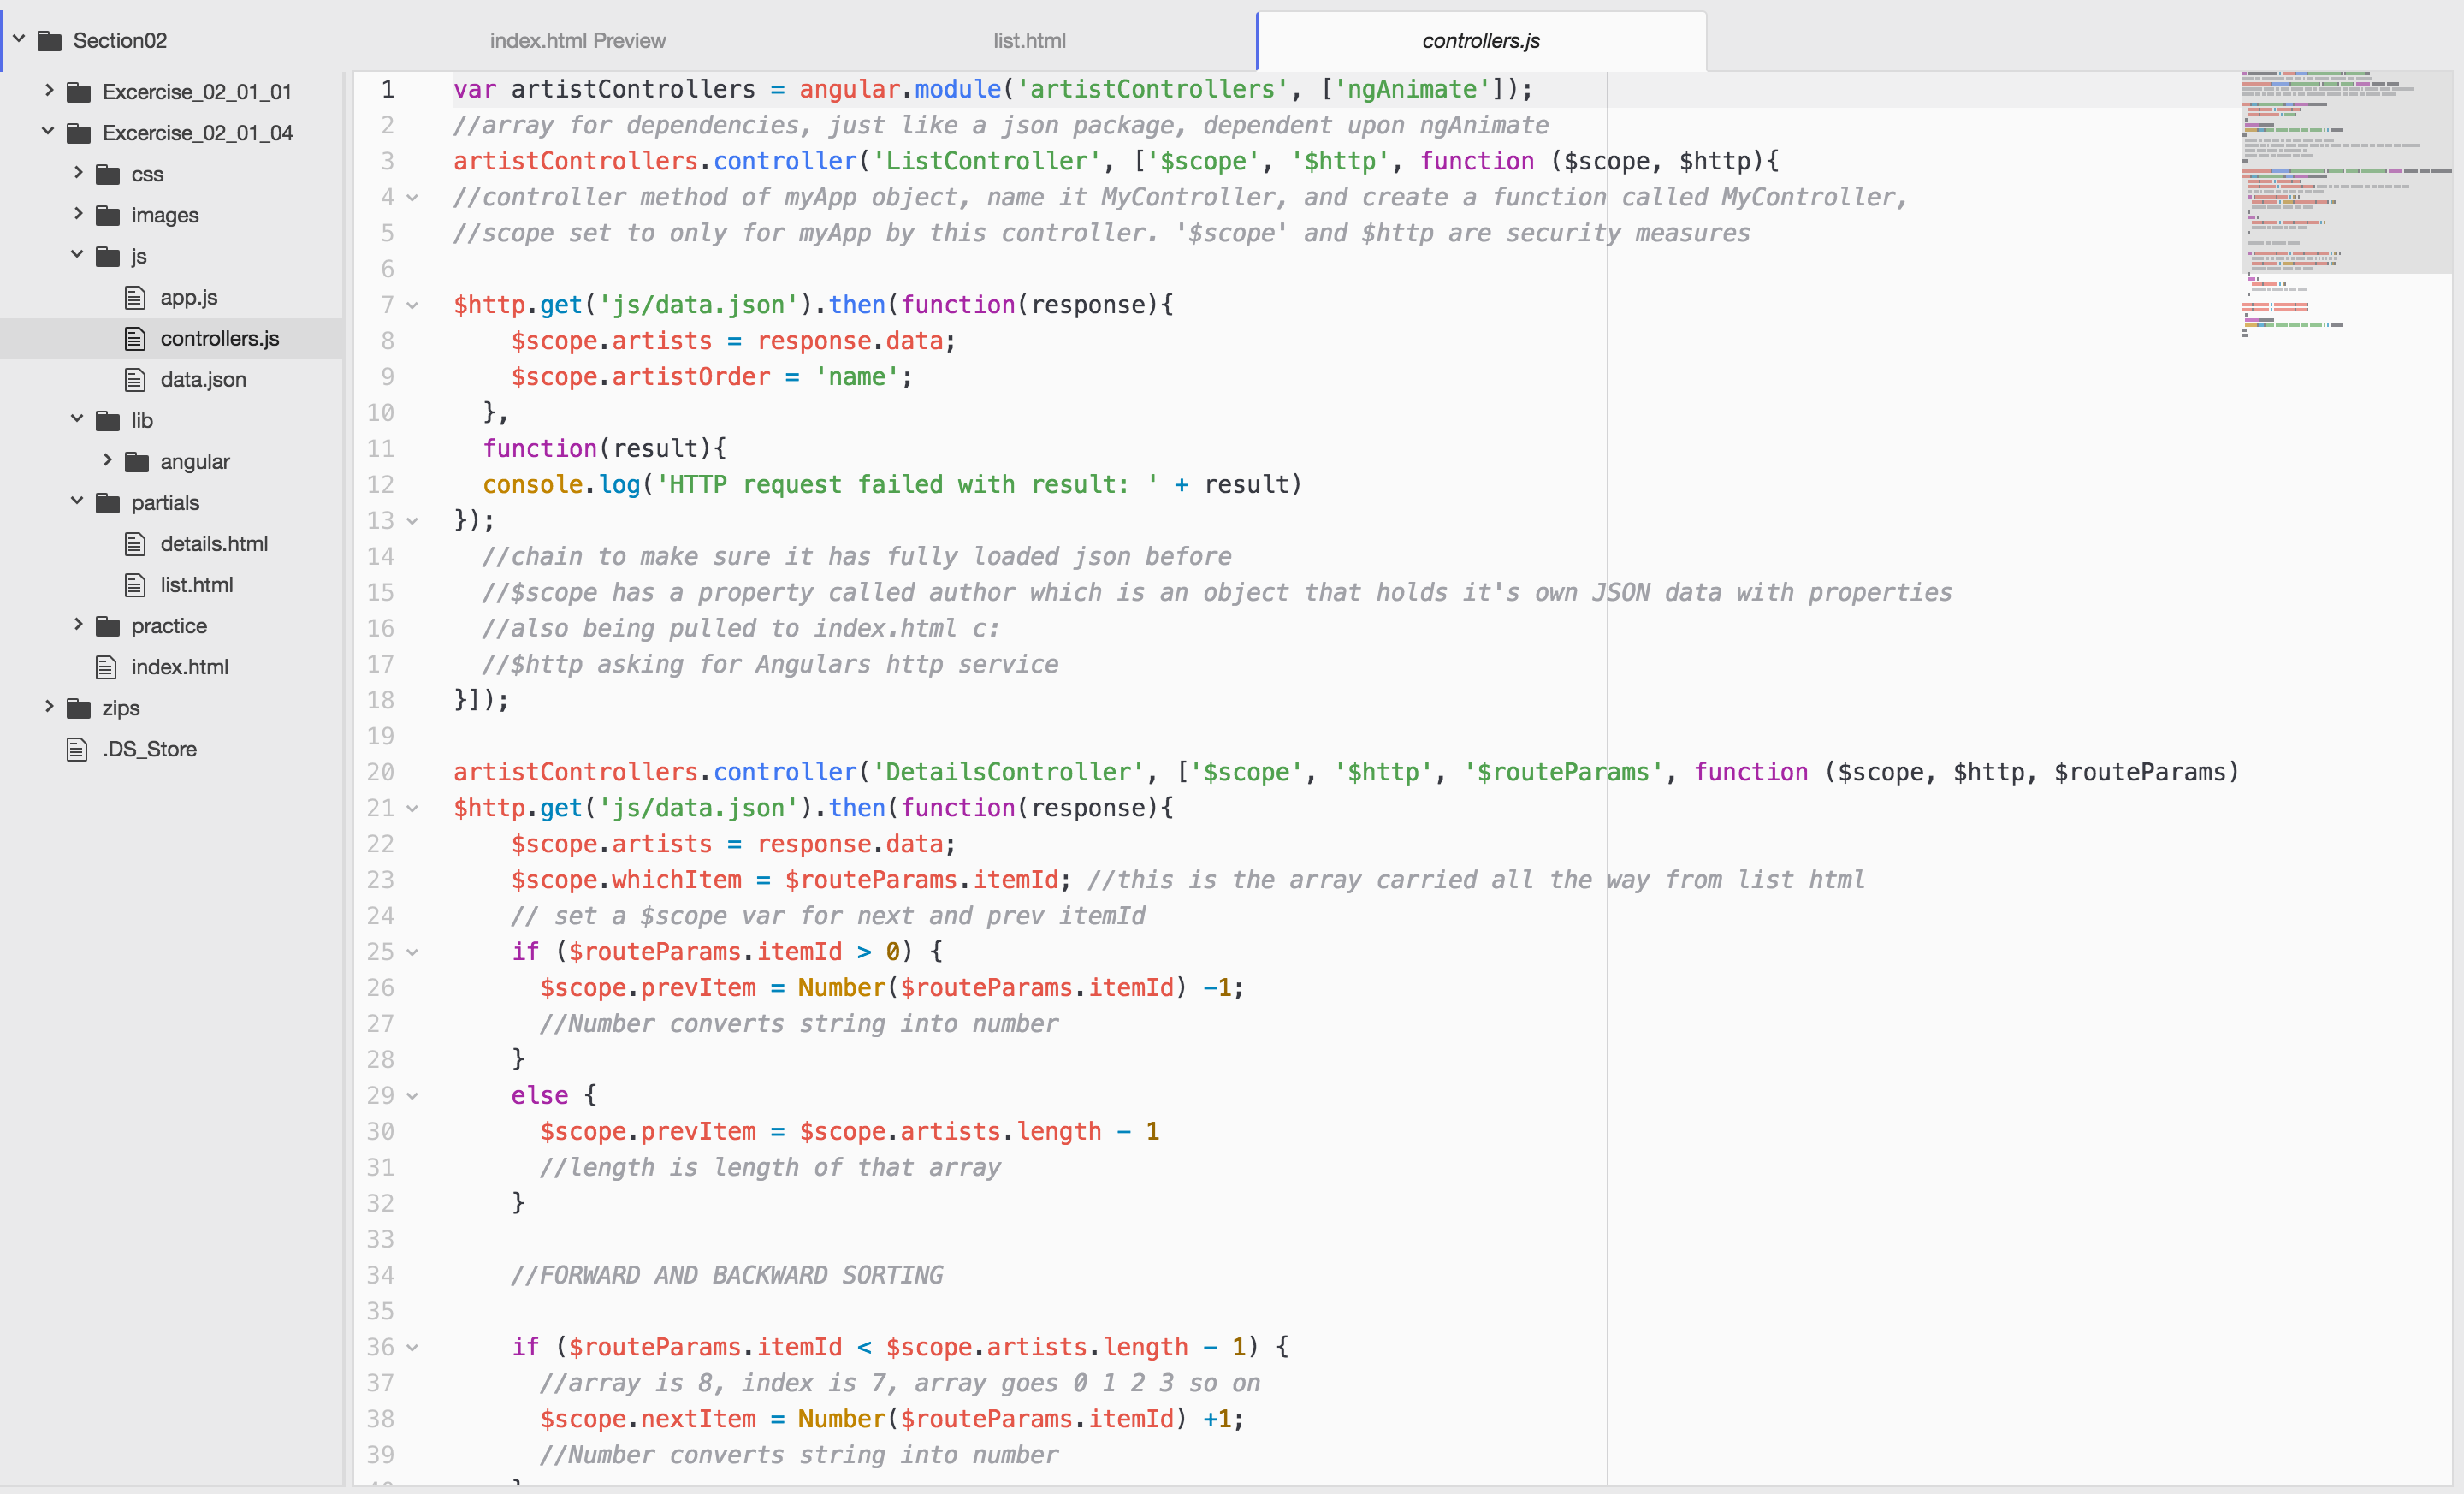 Section02
Excercise_02_01_01
Excercise_02_01_04
css
images
js
app.js
controllers.js
data.json
lib
angular
partials
details.html
list.html
practice
index.html
zips
.DS_Store
index.html Preview
list.html
controllers.js
1 var artistControllers = angular.module('artistControllers', ['ngAnimate']);
2 //array for dependencies, just like a json package, dependent upon ngAnimate
3 artistControllers.controller('ListController', ['$scope', '$http', function ($scope, $http){
4 //controller method of myApp object, name it MyController, and create a function called MyController,
5 //scope set to only for myApp by this controller. '$scope' and $http are security measures
6
7 $http.get('js/data.json').then(function(response){
8     $scope.artists = response.data;
9     $scope.artistOrder = 'name';
10   },
11   function(result){
12   console.log('HTTP request failed with result: ' + result)
13 });
14   //chain to make sure it has fully loaded json before
15   //$scope has a property called author which is an object that holds it's own JSON data with properties
16   //also being pulled to index.html c:
17   //$http asking for Angulars http service
18 }]);
19
20 artistControllers.controller('DetailsController', ['$scope', '$http', '$routeParams', function ($scope, $http, $routeParams)
21 $http.get('js/data.json').then(function(response){
22     $scope.artists = response.data;
23     $scope.whichItem = $routeParams.itemId; //this is the array carried all the way from list html
24     // set a $scope var for next and prev itemId
25     if ($routeParams.itemId > 0) {
26       $scope.prevItem = Number($routeParams.itemId) -1;
27       //Number converts string into number
28     }
29     else {
30       $scope.prevItem = $scope.artists.length - 1
31       //length is length of that array
32     }
33
34     //FORWARD AND BACKWARD SORTING
35
36     if ($routeParams.itemId < $scope.artists.length - 1) {
37       //array is 8, index is 7, array goes 0 1 2 3 so on
38       $scope.nextItem = Number($routeParams.itemId) +1;
39       //Number converts string into number